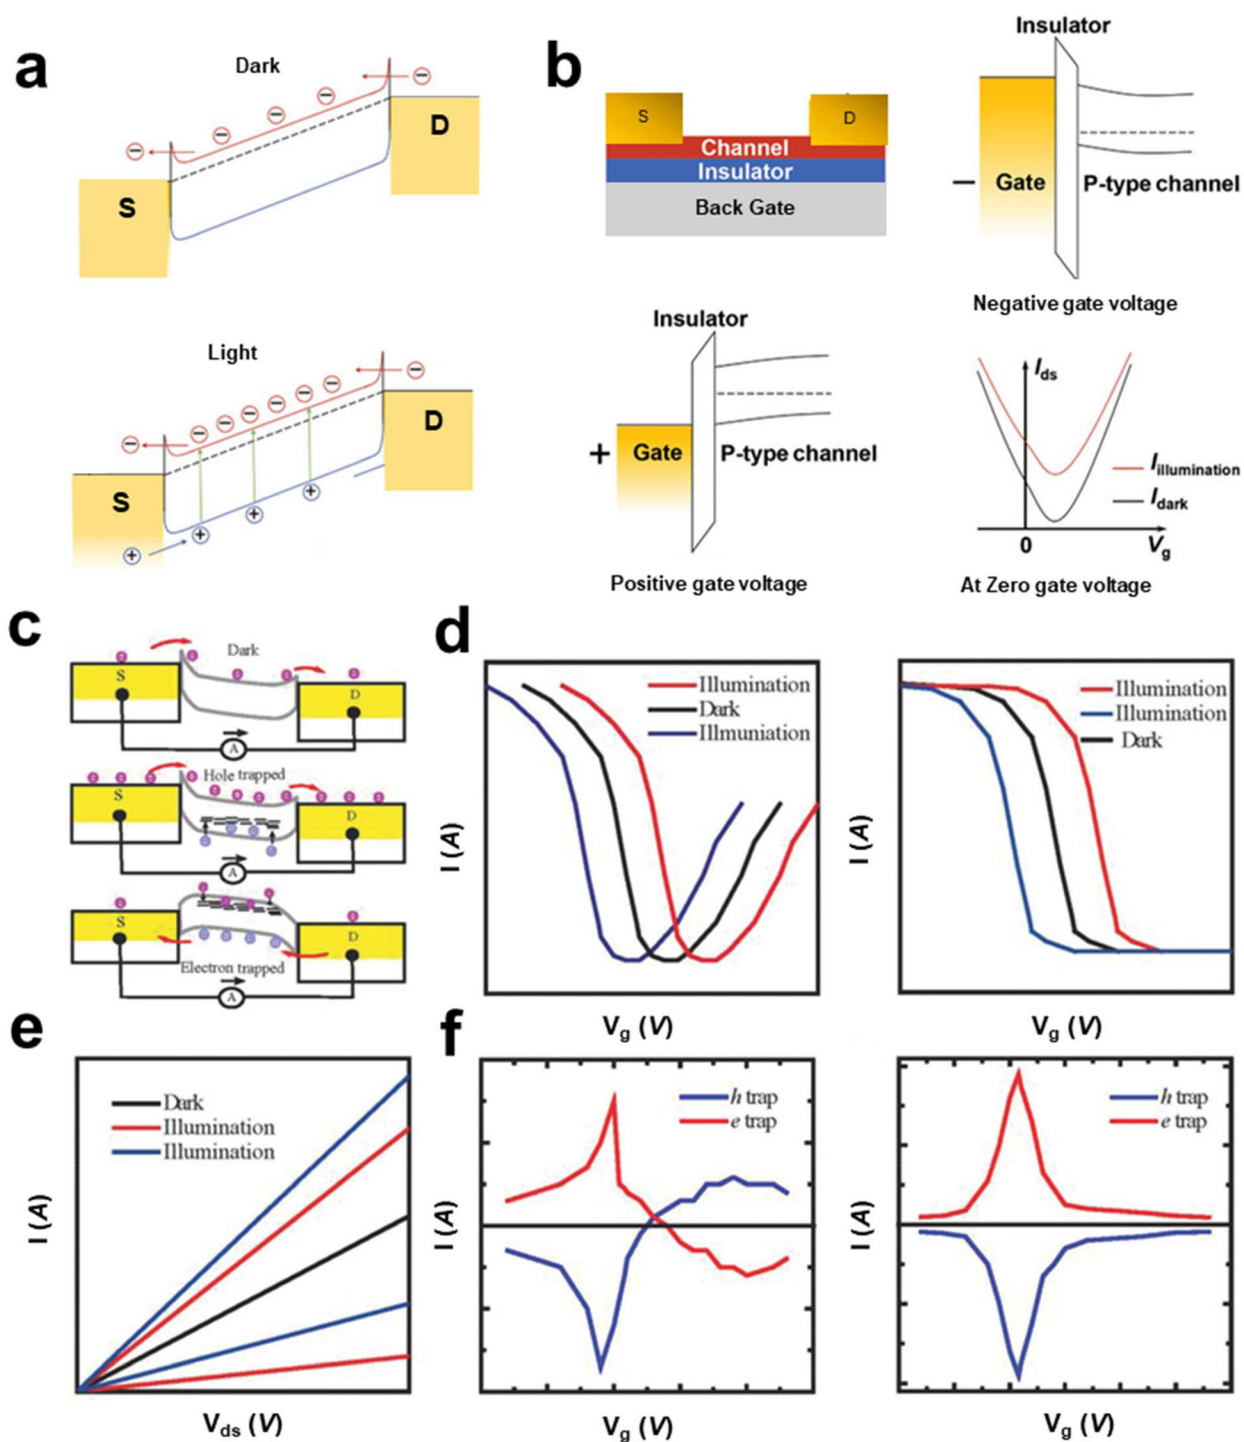 a
Dark
S
D
Light
S
D
b
S
D
Channel
Insulator
Back Gate
Insulator
−
Gate
P-type channel
Negative gate voltage
Insulator
+
Gate
P-type channel
Positive gate voltage
Ids
Iillumination
Idark
0
Vg
At Zero gate voltage
c
Dark
S
D
A
Hole trapped
S
D
A
S
D
Electron trapped
A
d
Illumination
Dark
Illmuniation
I (A)
Vg (V)
Illumination
Illumination
Dark
I (A)
Vg (V)
e
Dark
Illumination
Illumination
I (A)
Vds (V)
f
h trap
e trap
I (A)
Vg (V)
h trap
e trap
I (A)
Vg (V)